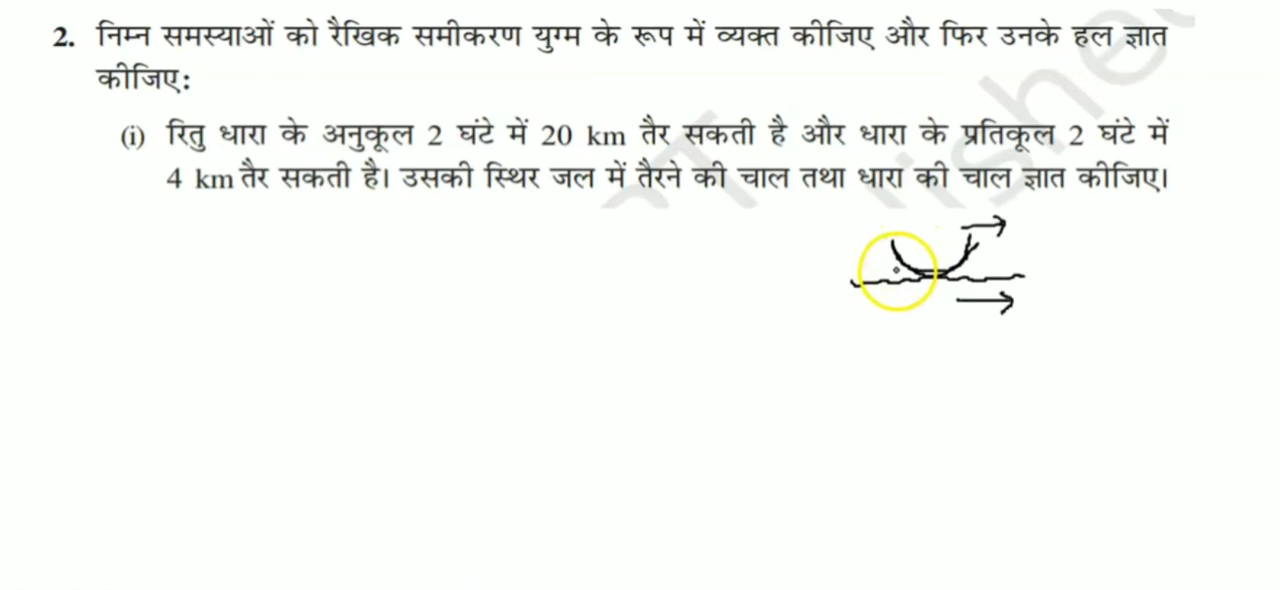 2. निम्न समस्याओं को रैखिक समीकरण युग्म के रूप में व्यक्त कीजिए और फिर उनके हल ज्ञात
कीजिए:
(i) रितु धारा के अनुकूल 2 घंटे में 20 km तैर सकती है और धारा के प्रतिकूल 2 घंटे में
4 km तैर सकती है। उसकी स्थिर जल में तैरने की चाल तथा धारा की चाल ज्ञात कीजिए।